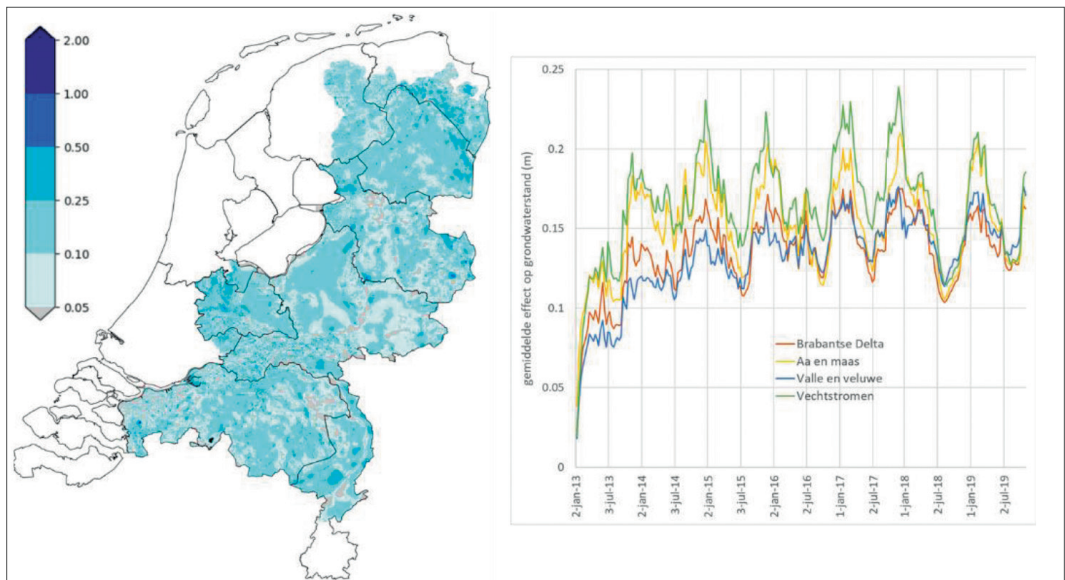 2.00
1.00
0.50
0.25
0.10
0.05
gemiddelde effect op grondwaterstand (m)
0.25
0.2
0.15
0.1
0.05
0
Brabantse Delta
Aa en maas
Valle en veluwe
Vechtstromen
2-jan-13
3-jul-13
2-jan-14
3-jul-14
2-jan-15
3-jul-15
2-jan-16
2-jul-16
1-jan-17
2-jul-17
1-jan-18
2-jul-18
1-jan-19
2-jul-19